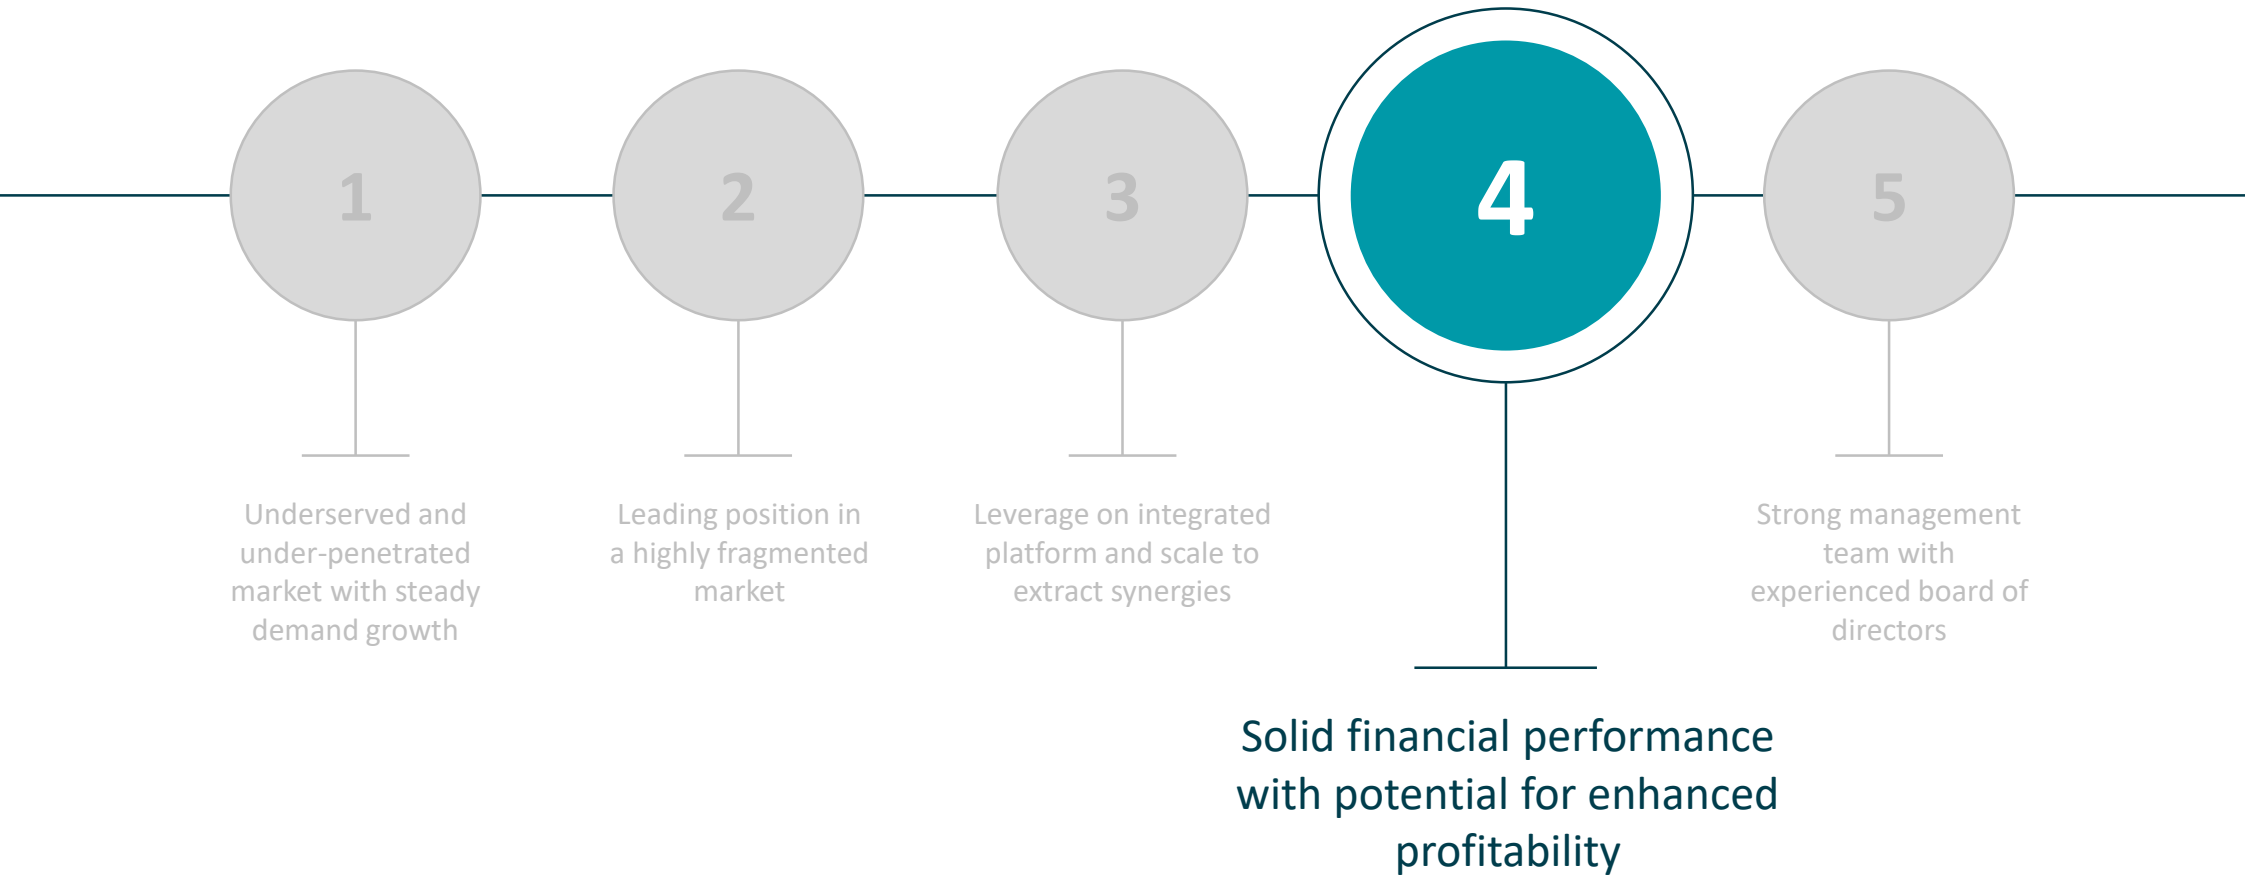 1
Underserved and
under-penetrated
market with steady
demand growth
2
Leading position in
a highly fragmented
market
3
Leverage on integrated
platform and scale to
extract synergies
4
Solid financial performance
with potential for enhanced
profitability
5
Strong management
team with
experienced board of
directors